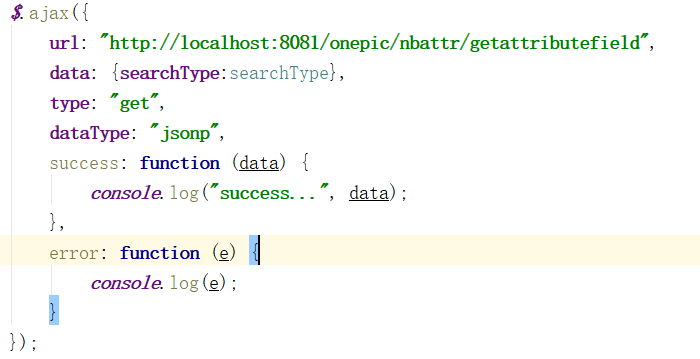 $.ajax({
url: "http://localhost:8081/onepic/nbattr/getattributefield",
data: {searchType:searchType},
type: "get",
dataType: "jsonp",
success: function (data) {
console.log("success...", data);
},
error: function (e) {
console.log(e);
}
});